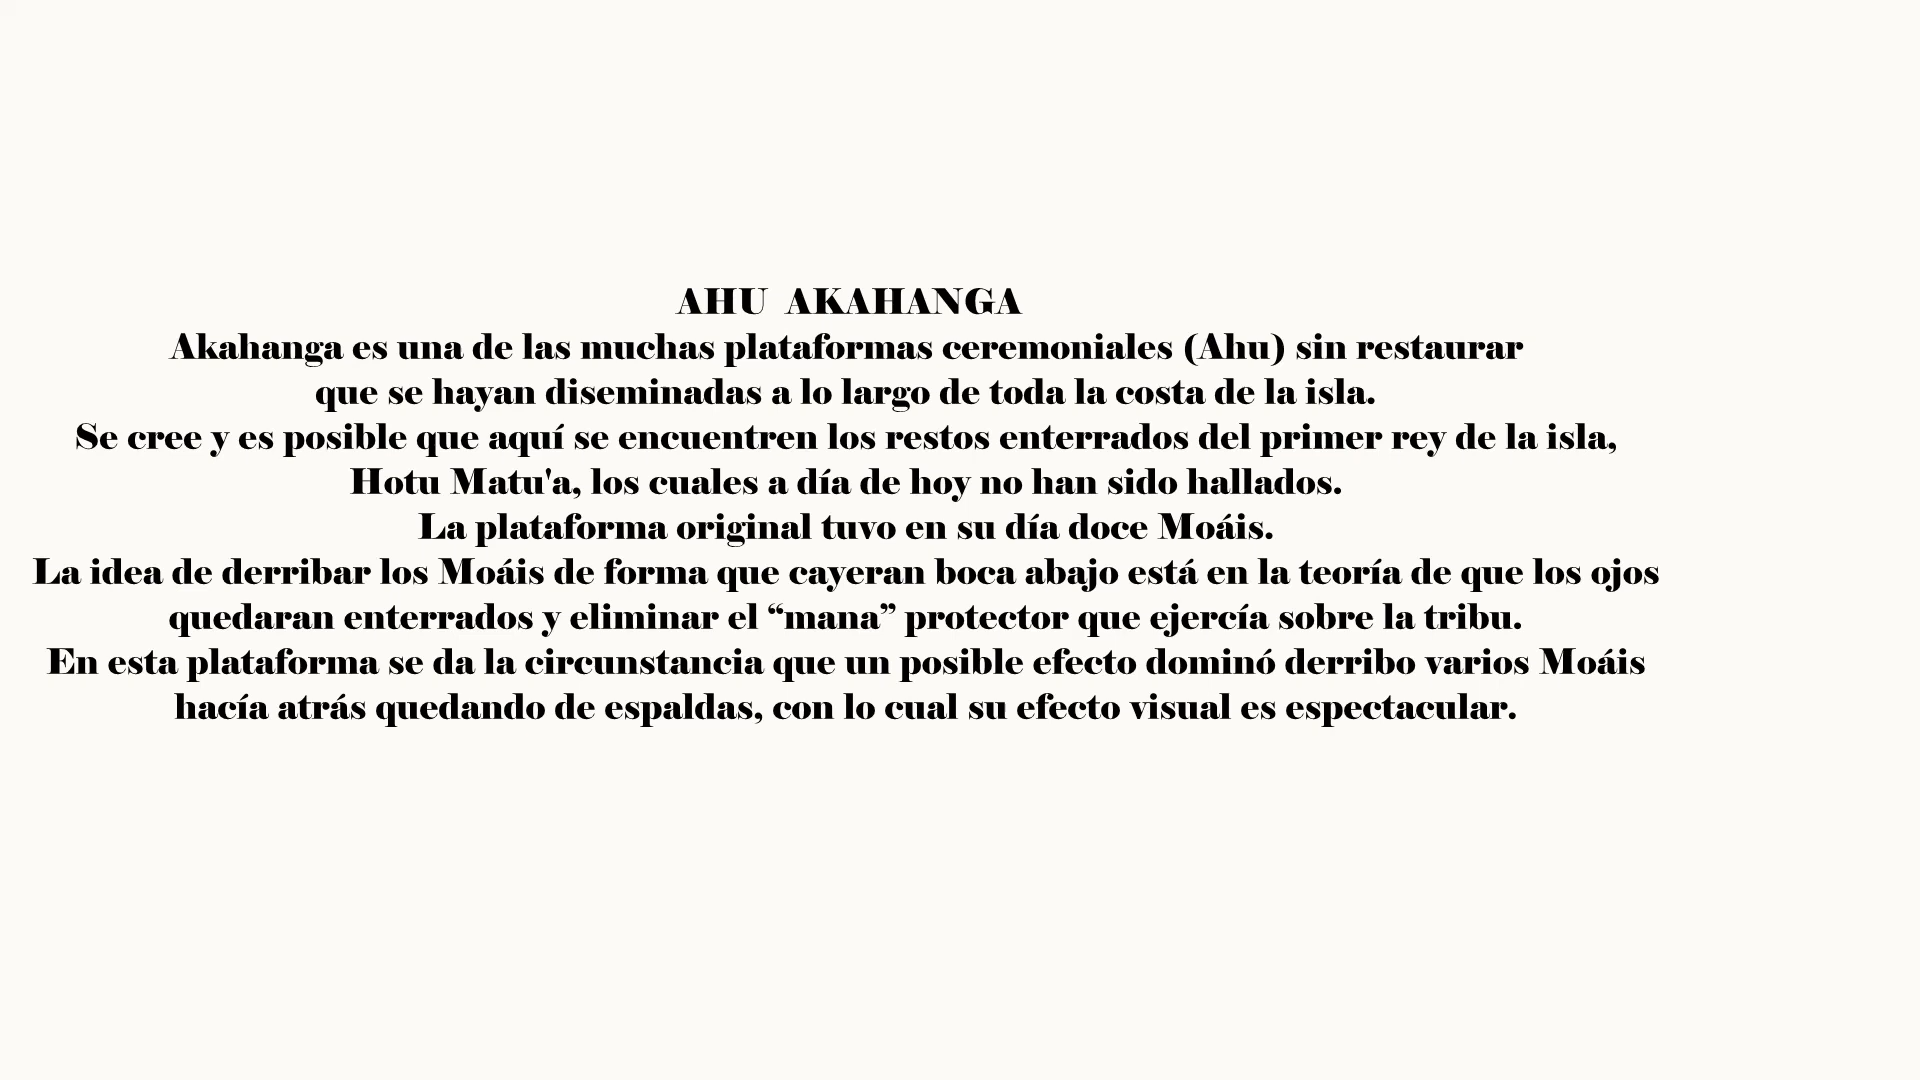 AHU AKAHANGA
Akahanga es una de las muchas plataformas ceremoniales (Ahu) sin restaurar
que se hayan diseminadas a lo largo de toda la costa de la isla.
Se cree y es posible que aquí se encuentren los restos enterrados del primer rey de la isla,
Hotu Matu'a, los cuales a día de hoy no han sido hallados.
La plataforma original tuvo en su día doce Moáis.
La idea de derribar los Moáis de forma que cayeran boca abajo está en la teoría de que los ojos
quedaran enterrados y eliminar el “mana” protector que ejercía sobre la tribu.
En esta plataforma se da la circunstancia que un posible efecto dominó derribo varios Moáis
hacía atrás quedando de espaldas, con lo cual su efecto visual es espectacular.